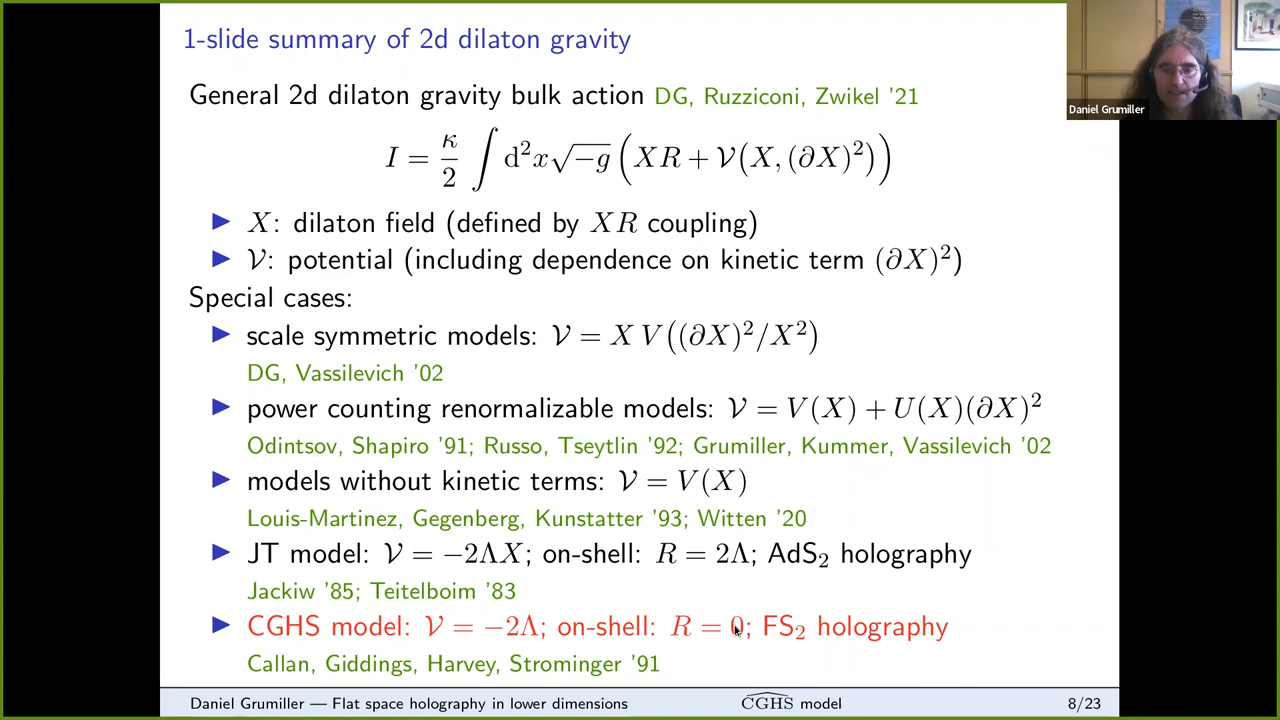 1-slide summary of 2d dilaton gravity
General 2d dilaton gravity bulk action DG, Ruzziconi, Zwikel '21
I = κ/2 ∫ d²x√−g (XR + 𝒱(X, (∂X)²))
▶ X: dilaton field (defined by XR coupling)
▶ 𝒱: potential (including dependence on kinetic term (∂X)²)
Special cases:
▶ scale symmetric models: 𝒱 = X V((∂X)²/X²)
DG, Vassilevich '02
▶ power counting renormalizable models: 𝒱 = V(X) + U(X)(∂X)²
Odintsov, Shapiro '91; Russo, Tseytlin '92; Grumiller, Kummer, Vassilevich '02
▶ models without kinetic terms: 𝒱 = V(X)
Louis-Martinez, Gegenberg, Kunstatter '93; Witten '20
▶ JT model: 𝒱 = −2ΛX; on-shell: R = 2Λ; AdS₂ holography
Jackiw '85; Teitelboim '83
▶ CGHS model: 𝒱 = −2Λ; on-shell: R = 0; FS₂ holography
Callan, Giddings, Harvey, Strominger '91
Daniel Grumiller — Flat space holography in lower dimensions
ĈGHS model
8/23
Daniel Grumiller